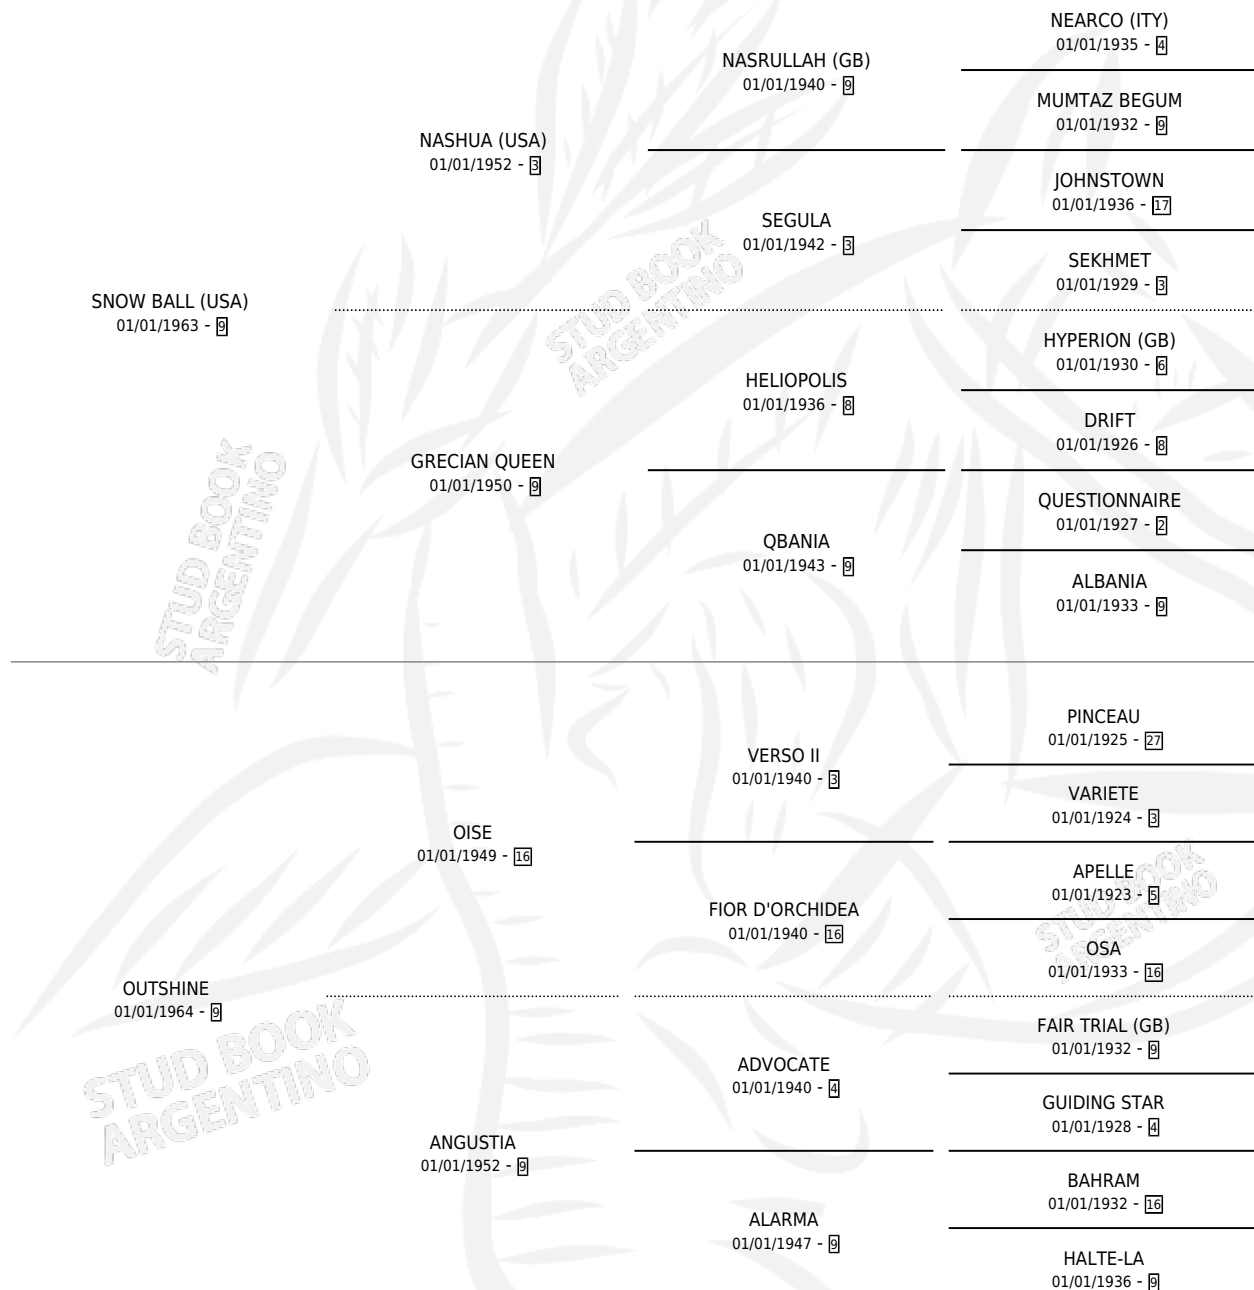 NEARCO (ITY)
01/01/1935 - 4
NASRULLAH (GB)
01/01/1940 - 9
MUMTAZ BEGUM
01/01/1932 - 9
NASHUA (USA)
01/01/1952 - 3
JOHNSTOWN
01/01/1936 - 17
SEGULA
01/01/1942 - 3
SEKHMET
01/01/1929 - 3
SNOW BALL (USA)
01/01/1963 - 9
STUD BOOK
ARGENTINO
HYPERION (GB)
01/01/1930 - 6
HELIOPOLIS
01/01/1936 - 8
DRIFT
01/01/1926 - 8
GRECIAN QUEEN
01/01/1950 - 9
QUESTIONNAIRE
01/01/1927 - 2
QBANIA
01/01/1943 - 9
ALBANIA
01/01/1933 - 9
STUD BOOK
ARGENTINO
PINCEAU
01/01/1925 - 27
VERSO II
01/01/1940 - 3
VARIETE
01/01/1924 - 3
OISE
01/01/1949 - 16
APELLE
01/01/1923 - 5
FIOR D'ORCHIDEA
01/01/1940 - 16
STUD BOOK
ARGENTINO
OSA
01/01/1933 - 16
OUTSHINE
01/01/1964 - 9
STUD BOOK
ARGENTINO
FAIR TRIAL (GB)
01/01/1932 - 9
ADVOCATE
01/01/1940 - 4
GUIDING STAR
01/01/1928 - 4
ANGUSTIA
01/01/1952 - 9
BAHRAM
01/01/1932 - 16
ALARMA
01/01/1947 - 9
HALTE-LA
01/01/1936 - 9